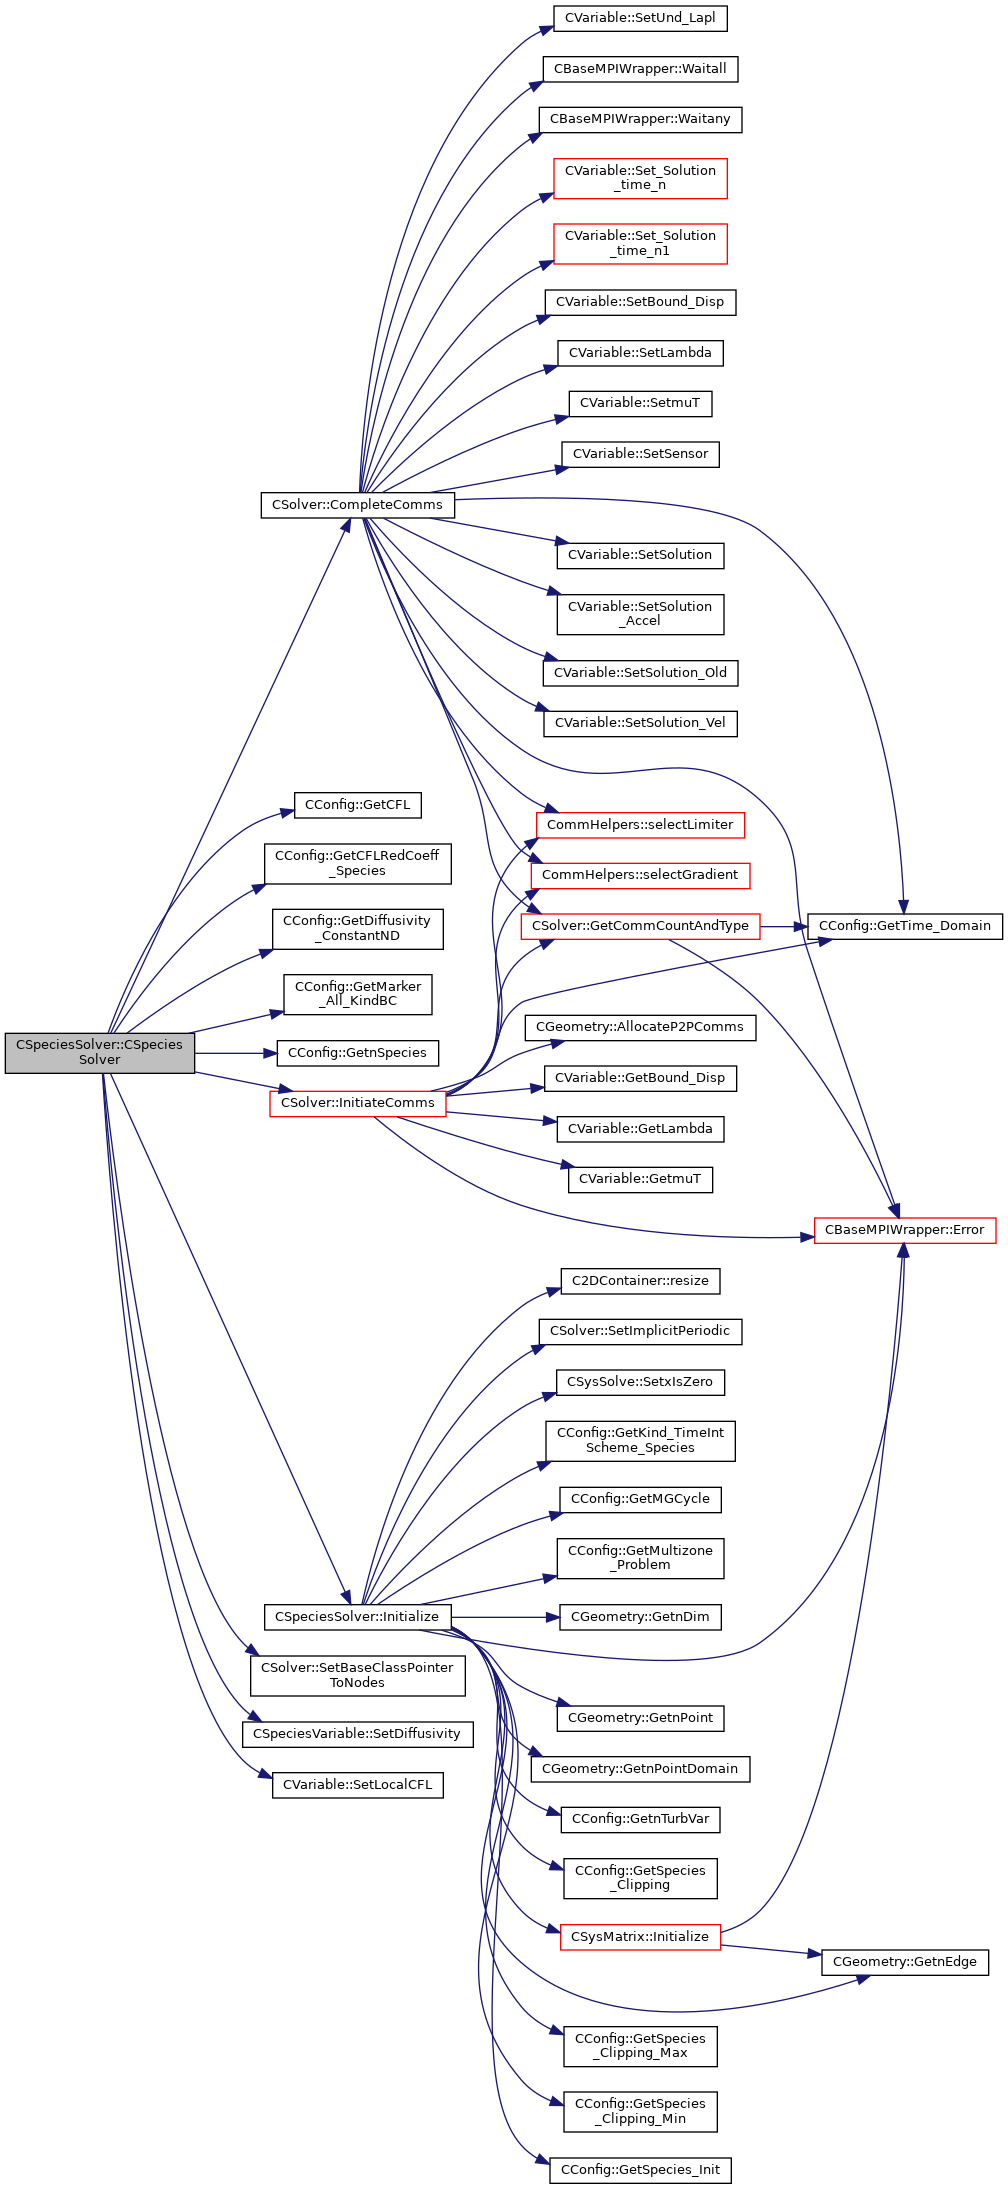 CVariable::SetUnd_Lapl
CBaseMPIWrapper::Waitall
CBaseMPIWrapper::Waitany
CVariable::Set_Solution
_time_n
CVariable::Set_Solution
_time_n1
CVariable::SetBound_Disp
CVariable::SetLambda
CVariable::SetmuT
CVariable::SetSensor
CSolver::CompleteComms
CVariable::SetSolution
CVariable::SetSolution
_Accel
CVariable::SetSolution_Old
CVariable::SetSolution_Vel
CConfig::GetCFL
CommHelpers::selectLimiter
CConfig::GetCFLRedCoeff
_Species
CommHelpers::selectGradient
CConfig::GetDiffusivity
_ConstantND
CSolver::GetCommCountAndType
CConfig::GetTime_Domain
CConfig::GetMarker
_All_KindBC
CGeometry::AllocateP2PComms
CSpeciesSolver::CSpecies
Solver
CConfig::GetnSpecies
CVariable::GetBound_Disp
CSolver::InitiateComms
CVariable::GetLambda
CVariable::GetmuT
CBaseMPIWrapper::Error
C2DContainer::resize
CSolver::SetImplicitPeriodic
CSysSolve::SetxIsZero
CConfig::GetKind_TimeInt
Scheme_Species
CConfig::GetMGCycle
CConfig::GetMultizone
_Problem
CSpeciesSolver::Initialize
CGeometry::GetnDim
CSolver::SetBaseClassPointer
ToNodes
CGeometry::GetnPoint
CSpeciesVariable::SetDiffusivity
CGeometry::GetnPointDomain
CVariable::SetLocalCFL
CConfig::GetnTurbVar
CConfig::GetSpecies
_Clipping
CSysMatrix::Initialize
CGeometry::GetnEdge
CConfig::GetSpecies
_Clipping_Max
CConfig::GetSpecies
_Clipping_Min
CConfig::GetSpecies_Init